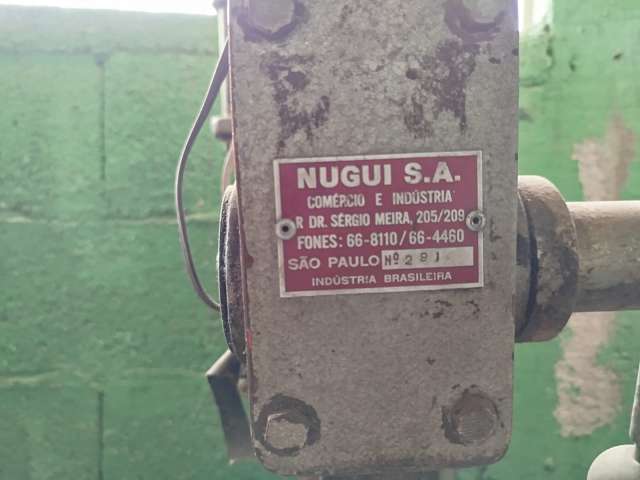 NUGUI S.A.
COMÉRCIO E INDÚSTRIA
R DR. SÉRGIO MEIRA, 205/209
FONES: 66-8110/66-4460
SÃO PAULO Nº 281
INDÚSTRIA BRASILEIRA